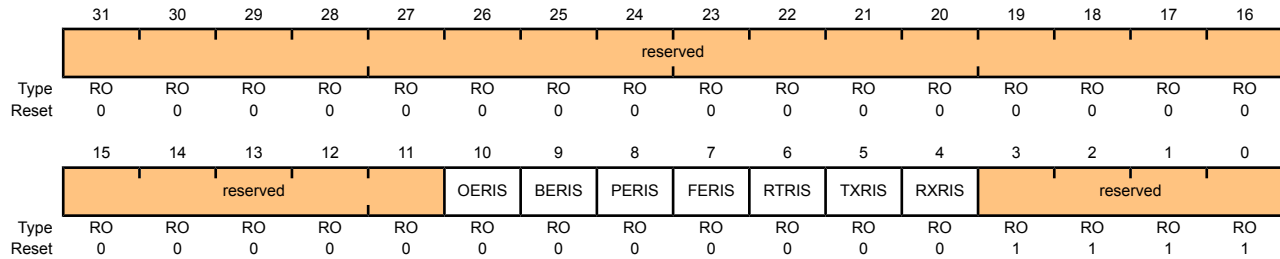 31 30 29 28 27 26 25 24 23 22 21 20 19 18 17 16
reserved
Type RO RO RO RO RO RO RO RO RO RO RO RO RO RO RO RO
Reset 0 0 0 0 0 0 0 0 0 0 0 0 0 0 0 0
15 14 13 12 11 10 9 8 7 6 5 4 3 2 1 0
reserved OERIS BERIS PERIS FERIS RTRIS TXRIS RXRIS reserved
Type RO RO RO RO RO RO RO RO RO RO RO RO RO RO RO RO
Reset 0 0 0 0 0 0 0 0 0 0 0 0 1 1 1 1